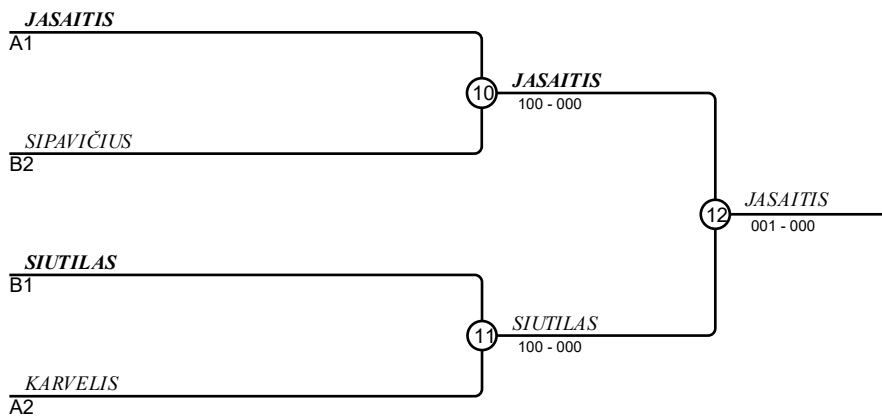 JASAITIS
A1
10
JASAITIS
100 - 000
SIPAVIČIUS
B2
12
JASAITIS
001 - 000
SIUTILAS
B1
11
SIUTILAS
100 - 000
KARVELIS
A2